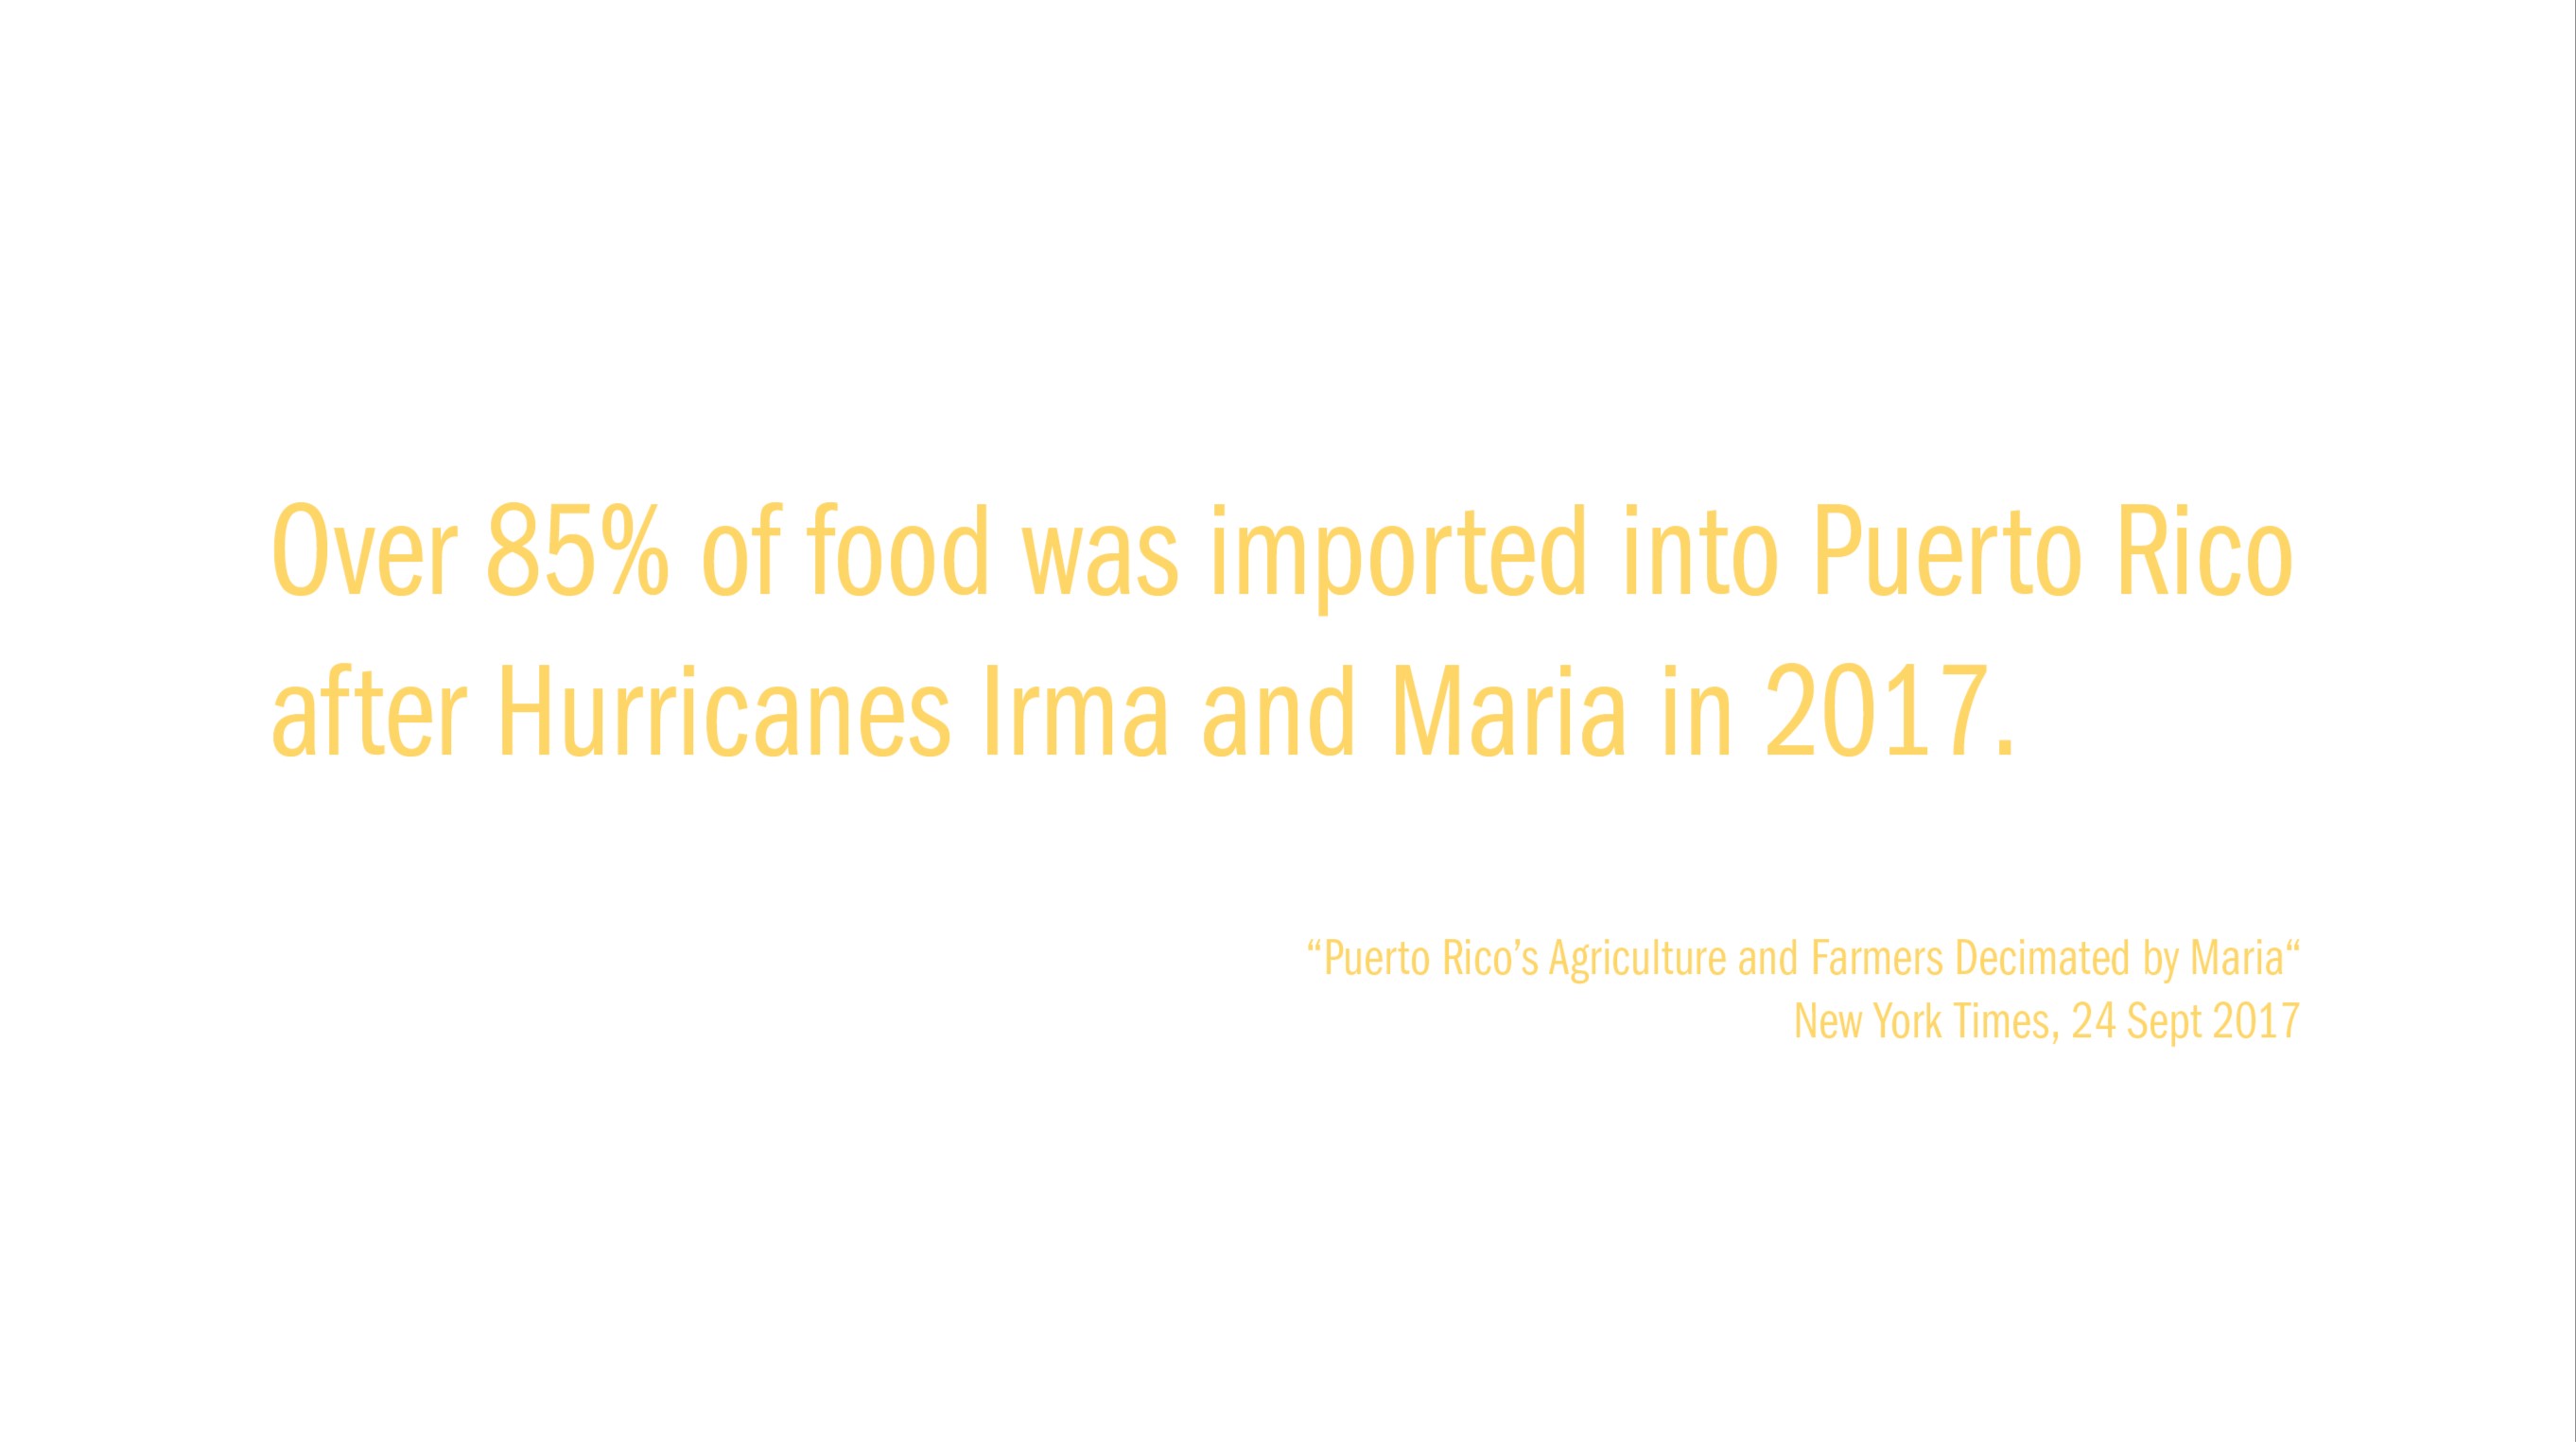 Over 85% of food was imported into Puerto Rico
after Hurricanes Irma and Maria in 2017.
“Puerto Rico’s Agriculture and Farmers Decimated by Maria“
New York Times, 24 Sept 2017